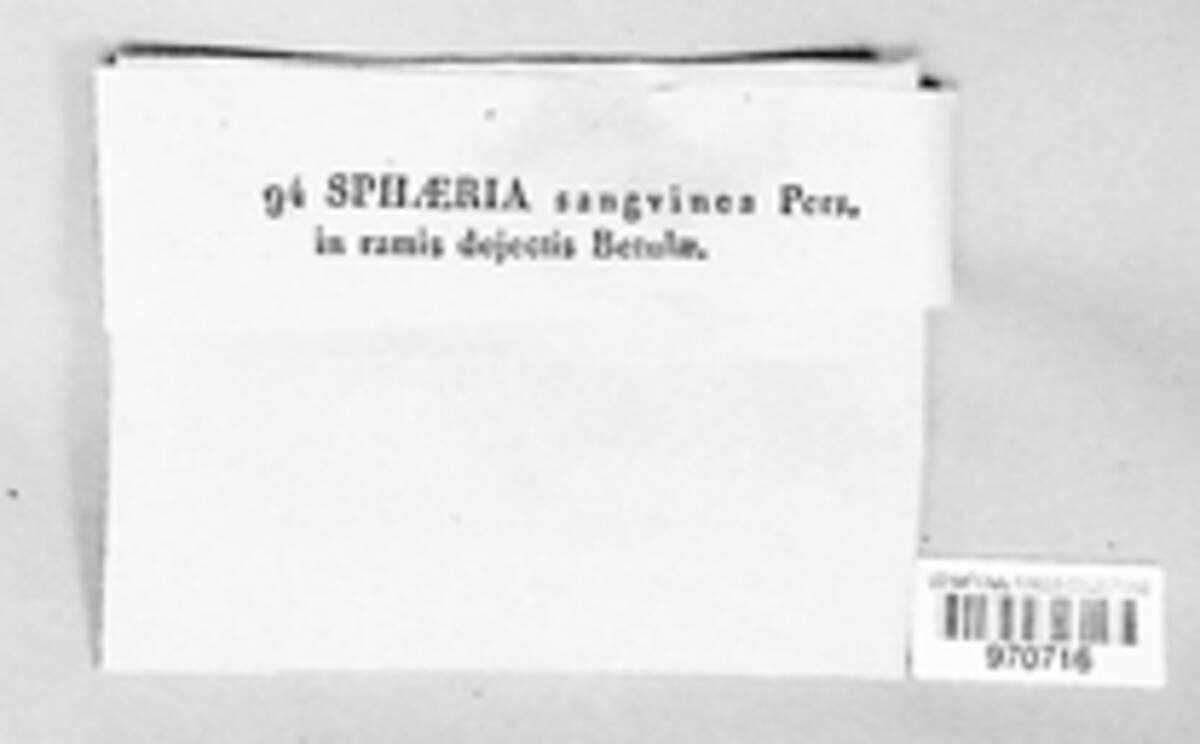 94 SPHÆRIA sangvinea Pers.
in ramis dejectis Betulæ.
970716